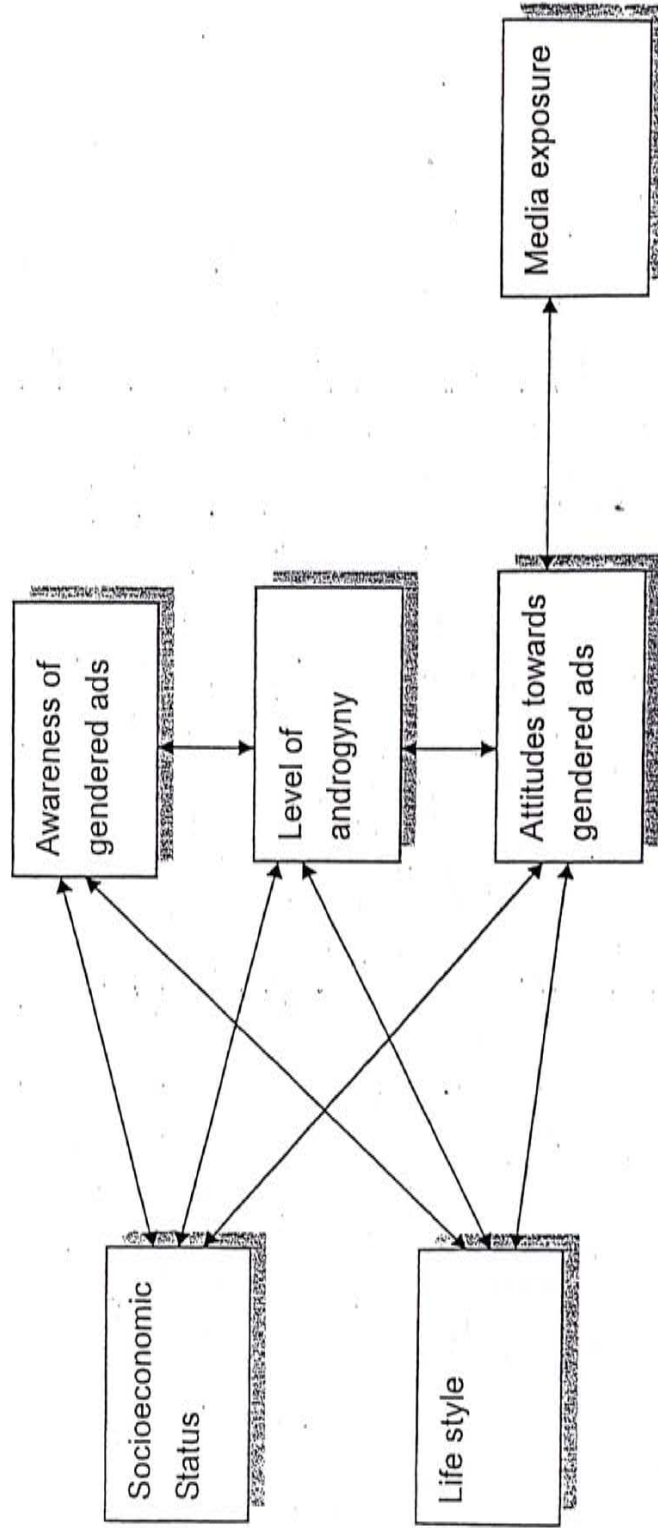 Socioeconomic
Status
Life style
Awareness of
gendered ads
Level of
androgyny
Attitudes towards
gendered ads
Media exposure